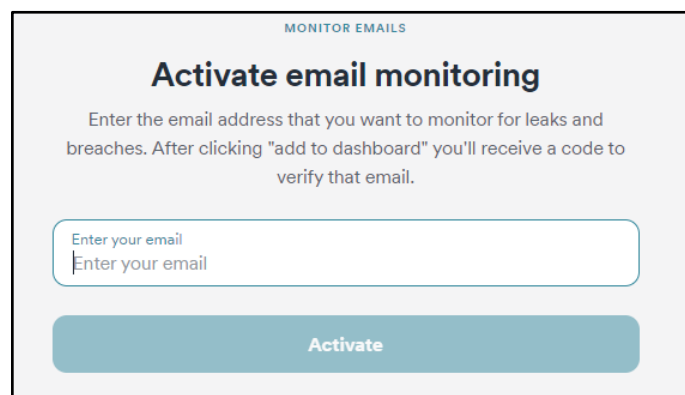 MONITOR EMAILS
Activate email monitoring
Enter the email address that you want to monitor for leaks and
breaches. After clicking "add to dashboard" you'll receive a code to
verify that email.
Enter your email
Enter your email
Activate